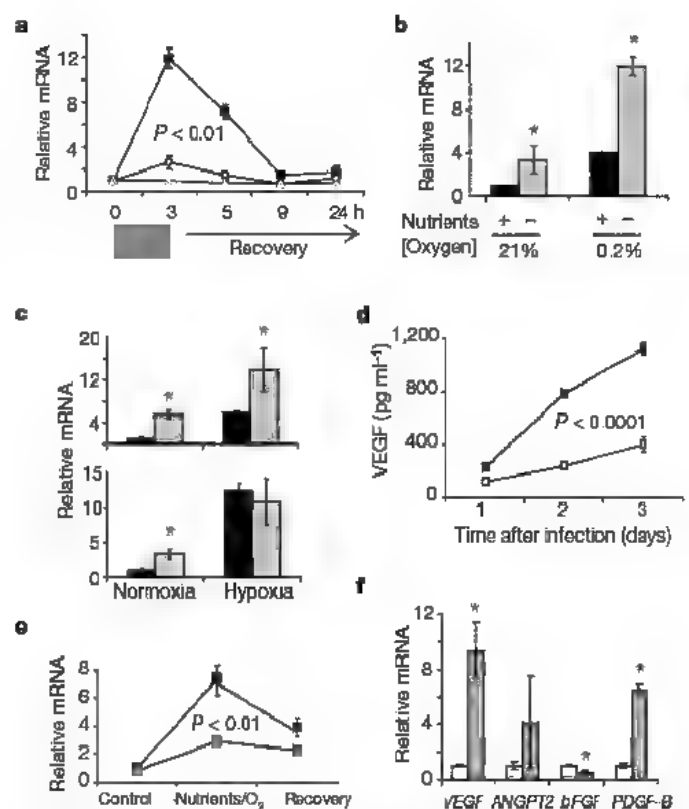 a
Relative mRNA
12
8
4
1
P < 0.01
0 3 5 9 24 h
Recovery
b
Relative mRNA
12
8
4
0
*
*
Nutrients + − + −
[Oxygen] 21% 0.2%
c
Relative mRNA
20
16
12
8
4
*
*
15
10
5
0
*
Normoxia Hypoxia
d
VEGF (pg ml⁻¹)
1,200
800
400
0
P < 0.0001
1 2 3
Time after infection (days)
e
Relative mRNA
8
6
4
2
0
P < 0.01
Control -Nutrients/O₂ Recovery
f
Relative mRNA
12
8
4
0
*
*
*
VEGF ANGPT2 bFGF PDGF-B